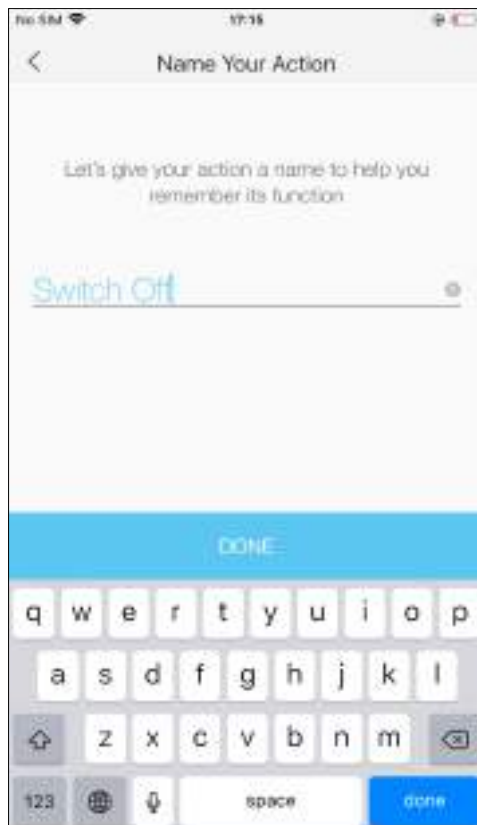 No SIM 17:15
Name Your Action
Let's give your action a name to help you
remember its function
Switch Off
DONE
q w e r t y u i o p
a s d f g h j k l
z x c v b n m
123 space done